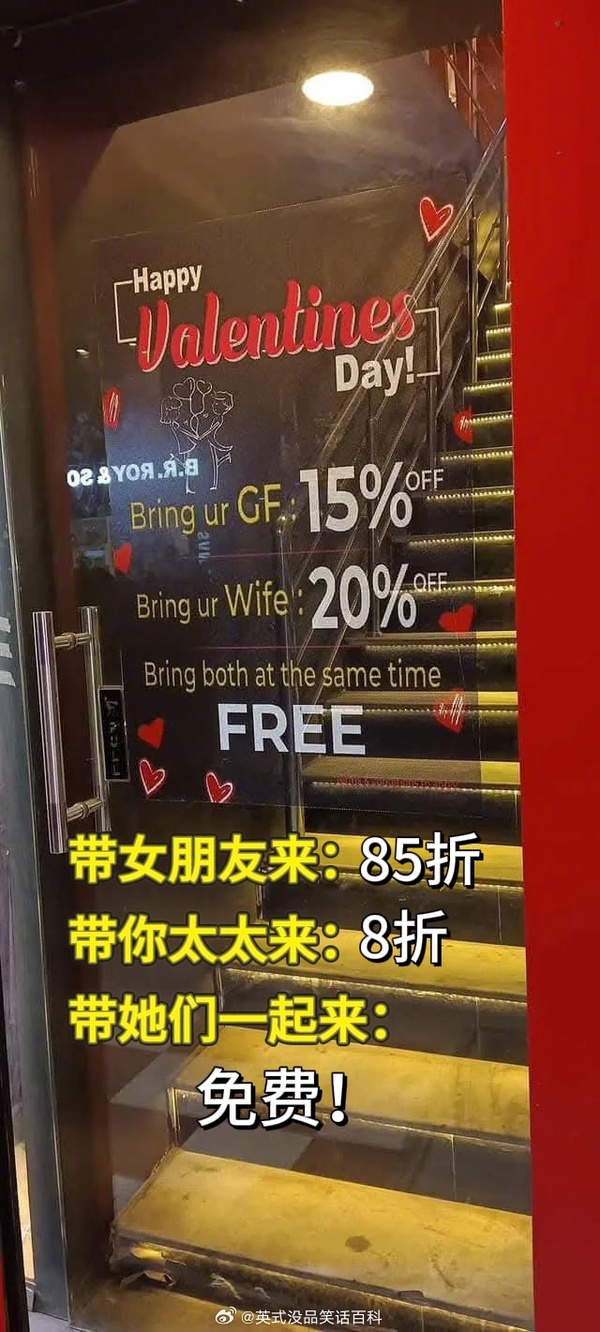 Happy
Valentines
Day!
B.R.ROY & SO
Bring ur GF : 15% OFF
Bring ur Wife : 20% OFF
Bring both at the same time
FREE
PULL
带女朋友来：85折
带你太太来：8折
带她们一起来：
免费！
@英式没品笑话百科